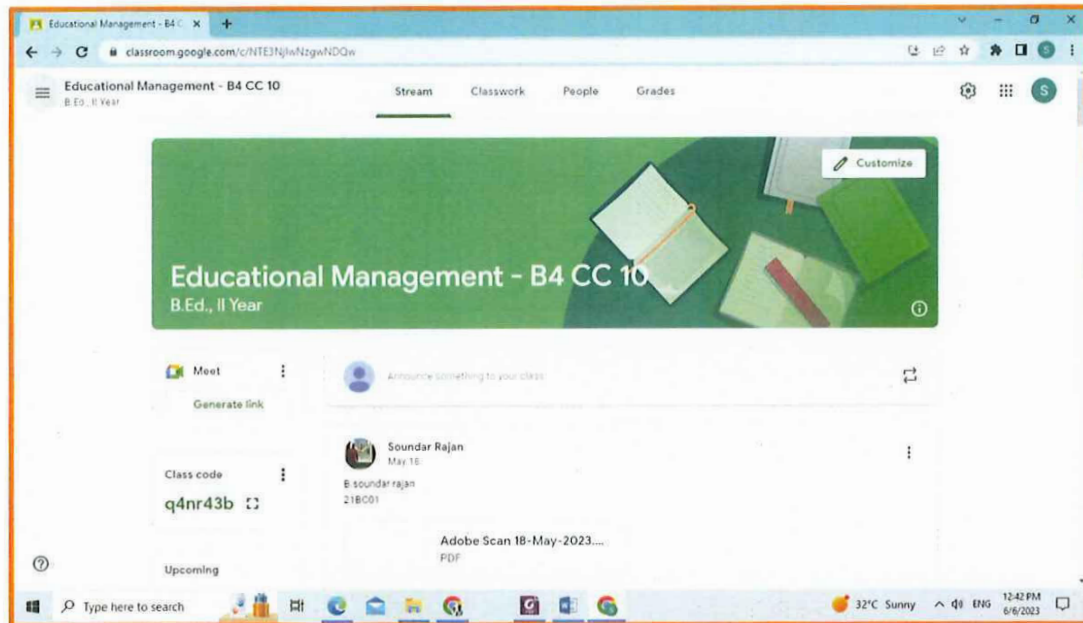 Educational Management - B4 C
classroom.google.com/c/NTE3NjIwNzgwNDQw
S
Educational Management - B4 CC 10
B.Ed., II Year
Stream Classwork People Grades
S
Customize
Educational Management - B4 CC 10
B.Ed., II Year
Meet
Generate link
Announce something to your class
Soundar Rajan
May 18
B.soundar rajan
21BC01
Class code
q4nr43b
Adobe Scan 18-May-2023....
PDF
Upcoming
Type here to search
32°C Sunny
ENG
12:42 PM
6/6/2023